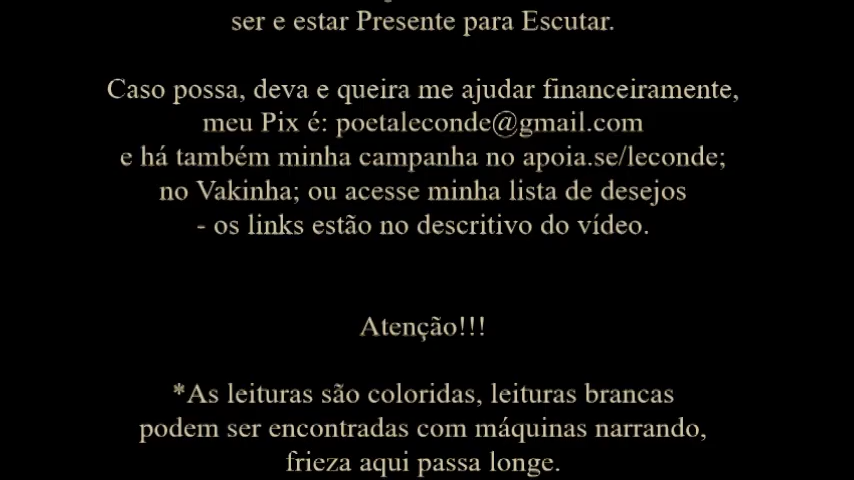 ser e estar Presente para Escutar.
Caso possa, deva e queira me ajudar financeiramente,
meu Pix é: poetaleconde@gmail.com
e há também minha campanha no apoia.se/leconde;
no Vakinha; ou acesse minha lista de desejos
- os links estão no descritivo do vídeo.
Atenção!!!
*As leituras são coloridas, leituras brancas
podem ser encontradas com máquinas narrando,
frieza aqui passa longe.